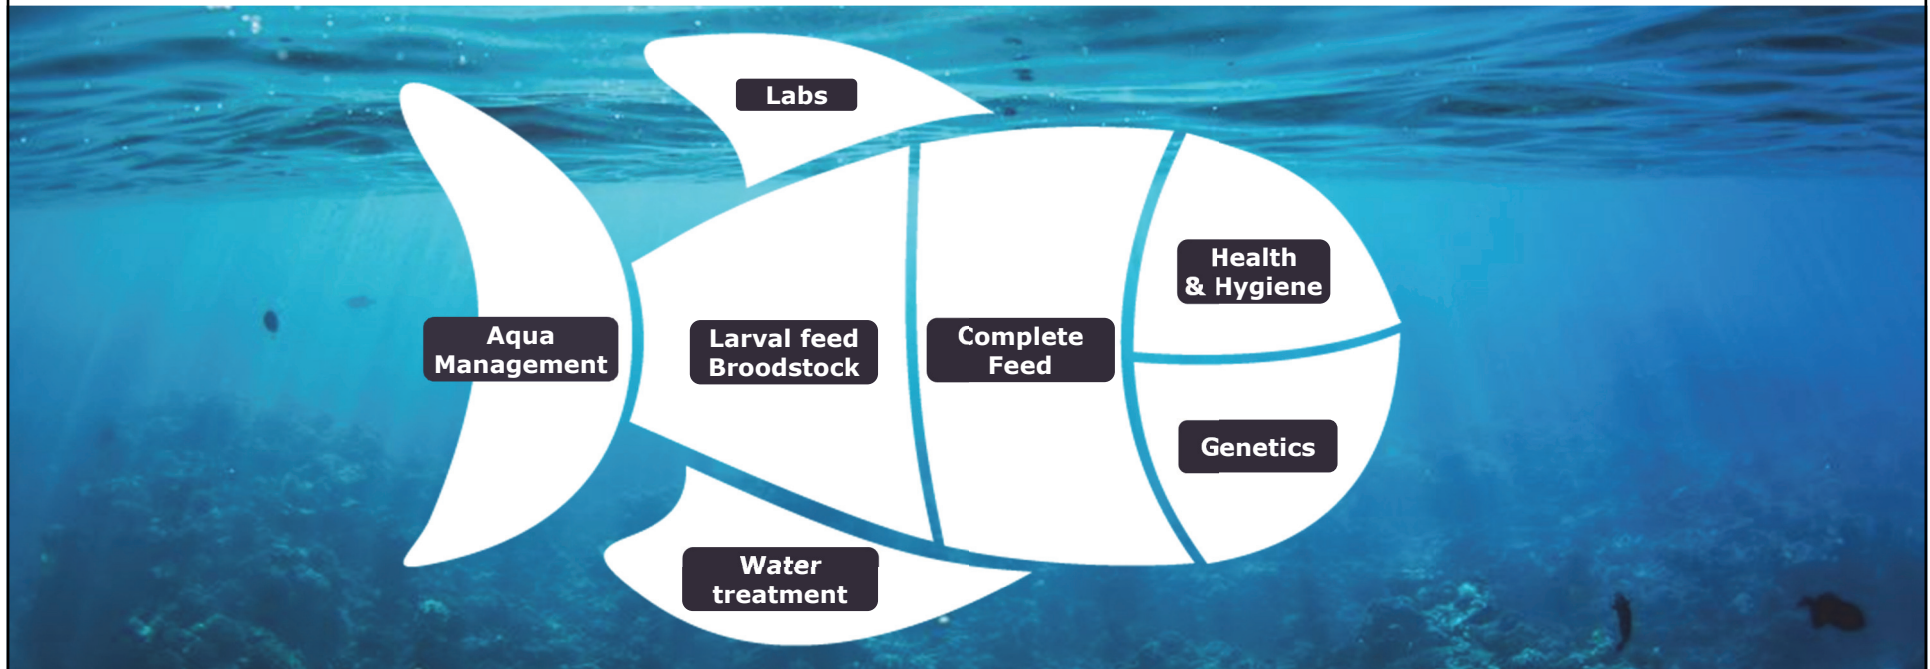 Labs
Health
& Hygiene
Aqua
Management
Larval feed
Broodstock
Complete
Feed
Genetics
Water
treatment